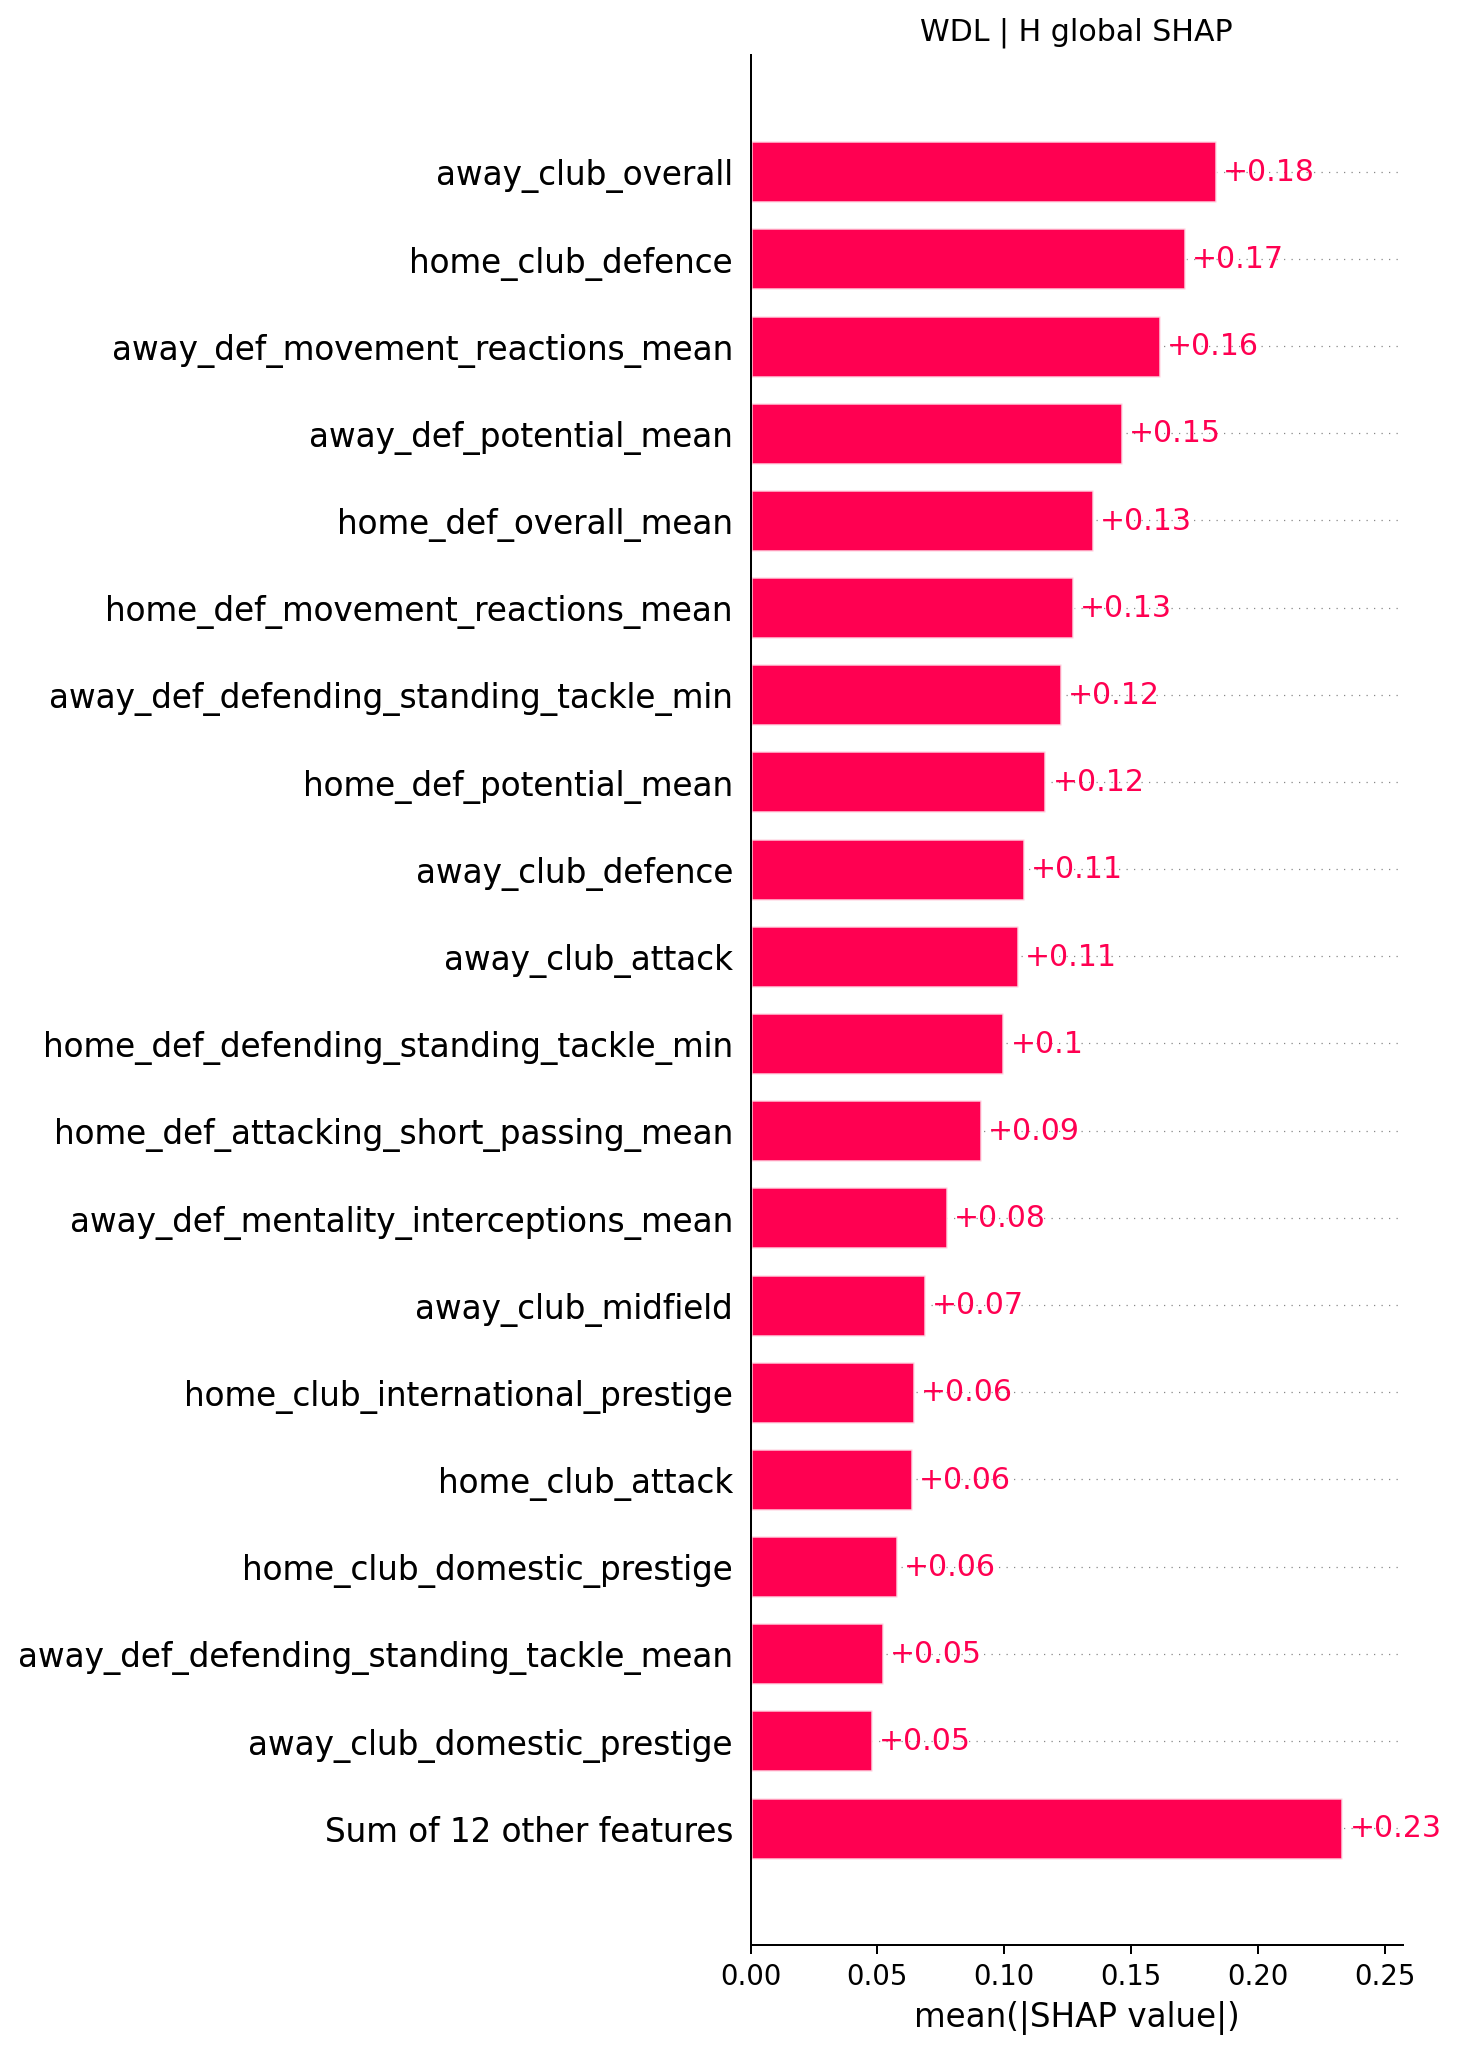 WDL | H global SHAP
away_club_overall +0.18
home_club_defence +0.17
away_def_movement_reactions_mean +0.16
away_def_potential_mean +0.15
home_def_overall_mean +0.13
home_def_movement_reactions_mean +0.13
away_def_defending_standing_tackle_min +0.12
home_def_potential_mean +0.12
away_club_defence +0.11
away_club_attack +0.11
home_def_defending_standing_tackle_min +0.1
home_def_attacking_short_passing_mean +0.09
away_def_mentality_interceptions_mean +0.08
away_club_midfield +0.07
home_club_international_prestige +0.06
home_club_attack +0.06
home_club_domestic_prestige +0.06
away_def_defending_standing_tackle_mean +0.05
away_club_domestic_prestige +0.05
Sum of 12 other features +0.23
0.00 0.05 0.10 0.15 0.20 0.25
mean(|SHAP value|)